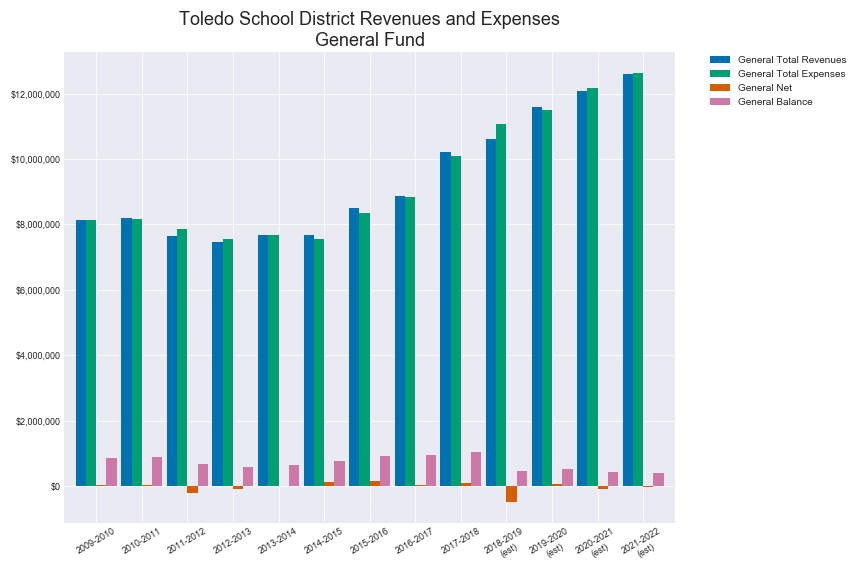 Toledo School District Revenues and Expenses
General Fund
General Total Revenues
General Total Expenses
General Net
General Balance
$12,000,000
$10,000,000
$8,000,000
$6,000,000
$4,000,000
$2,000,000
$0
2009-2010
2010-2011
2011-2012
2012-2013
2013-2014
2014-2015
2015-2016
2016-2017
2017-2018
2018-2019
(est)
2019-2020
(est)
2020-2021
(est)
2021-2022
(est)